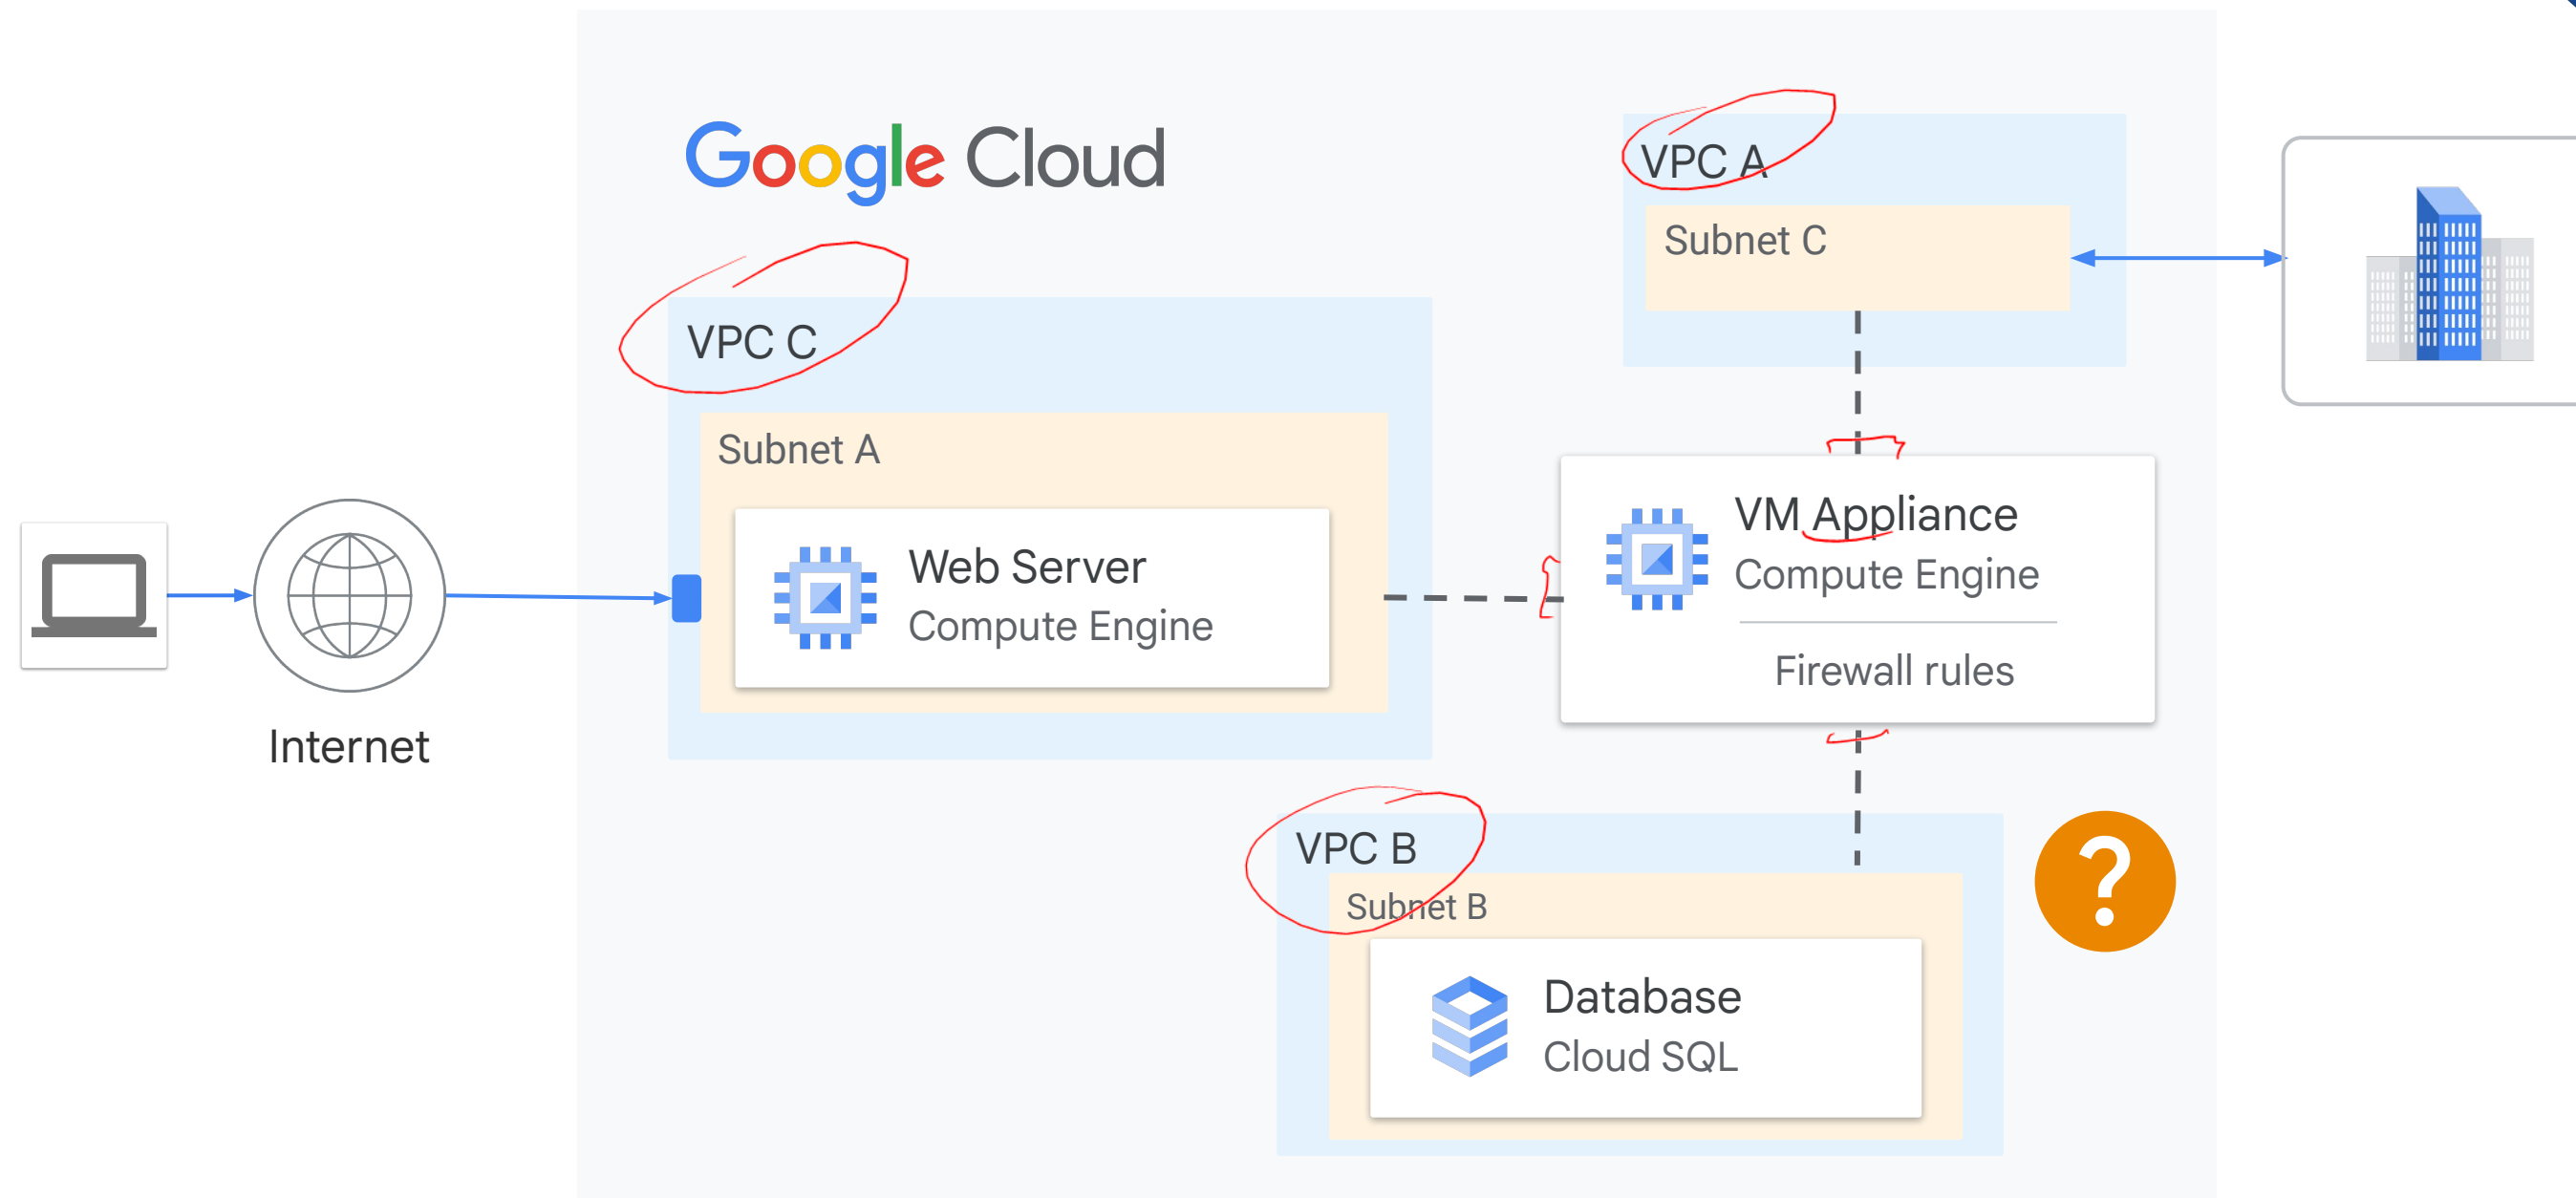 Google Cloud
VPC A
Subnet C
VPC C
Subnet A
Web Server
Compute Engine
VM Appliance
Compute Engine
Firewall rules
Internet
VPC B
Subnet B
Database
Cloud SQL
?